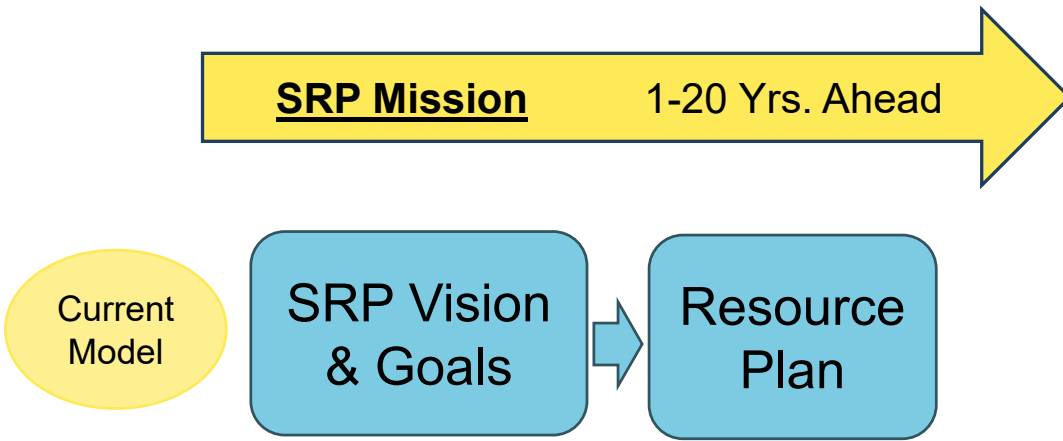 SRP Mission 1-20 Yrs. Ahead
Current
Model
SRP Vision
& Goals
Resource
Plan